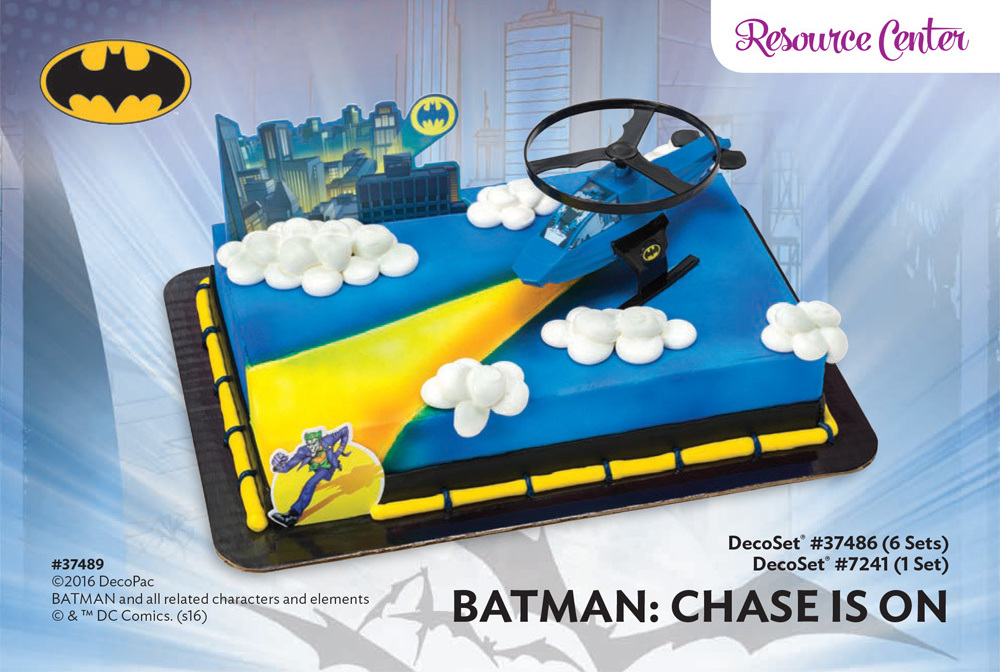 Resource Center
DecoSet® #37486 (6 Sets)
DecoSet® #7241 (1 Set)
#37489
©2016 DecoPac
BATMAN and all related characters and elements
© & ™ DC Comics. (s16)
BATMAN: CHASE IS ON